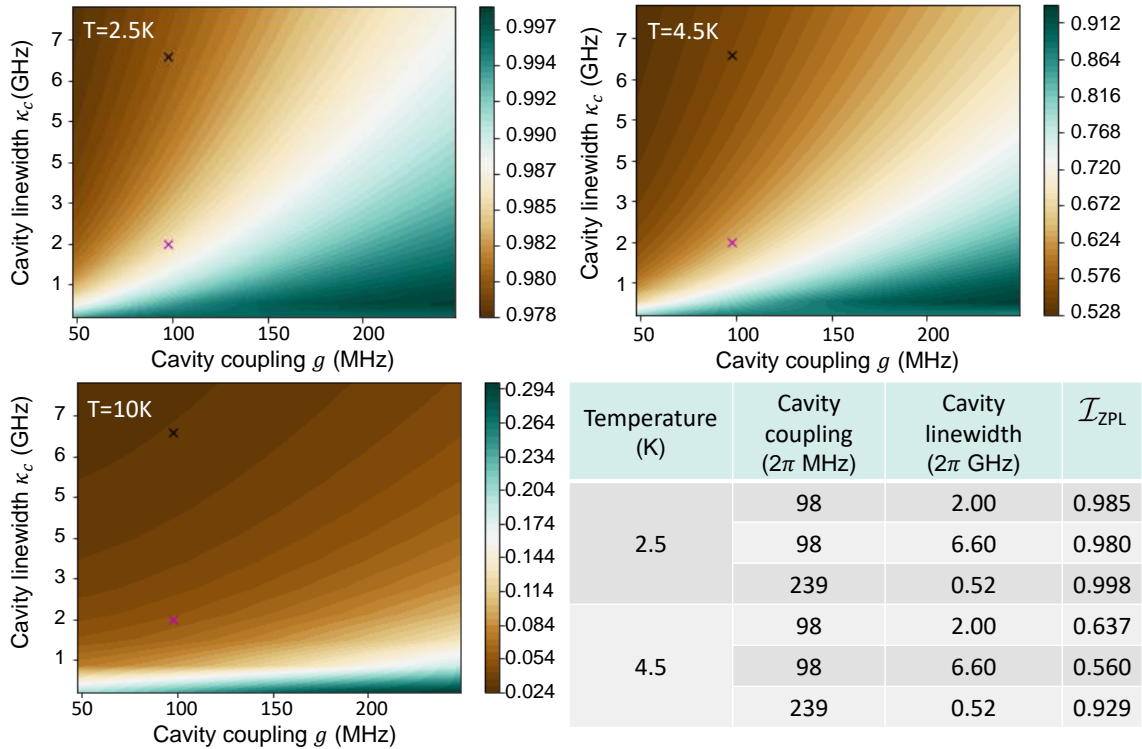 T=2.5K
Cavity linewidth κc(GHz)
7
6
5
5
3
2
1
50 100 150 200
Cavity coupling g (MHz)
0.997
0.994
0.992
0.990
0.987
0.985
0.982
0.980
0.978
T=4.5K
Cavity linewidth κc (GHz)
7
6
5
5
3
2
1
50 100 150 200
Cavity coupling g (MHz)
0.912
0.864
0.816
0.768
0.720
0.672
0.624
0.576
0.528
T=10K
Cavity linewidth κc (GHz)
7
6
5
5
3
2
1
50 100 150 200
Cavity coupling g (MHz)
0.294
0.264
0.234
0.204
0.174
0.144
0.114
0.084
0.054
0.024
Temperature (K) Cavity coupling (2π MHz) Cavity linewidth (2π GHz) ℐZPL
2.5
98 2.00 0.985
98 6.60 0.980
239 0.52 0.998
4.5
98 2.00 0.637
98 6.60 0.560
239 0.52 0.929